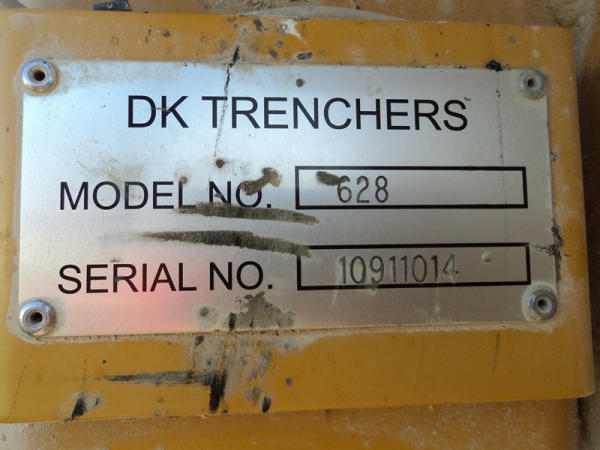 DK TRENCHERS
MODEL NO. 628
SERIAL NO. 10911014